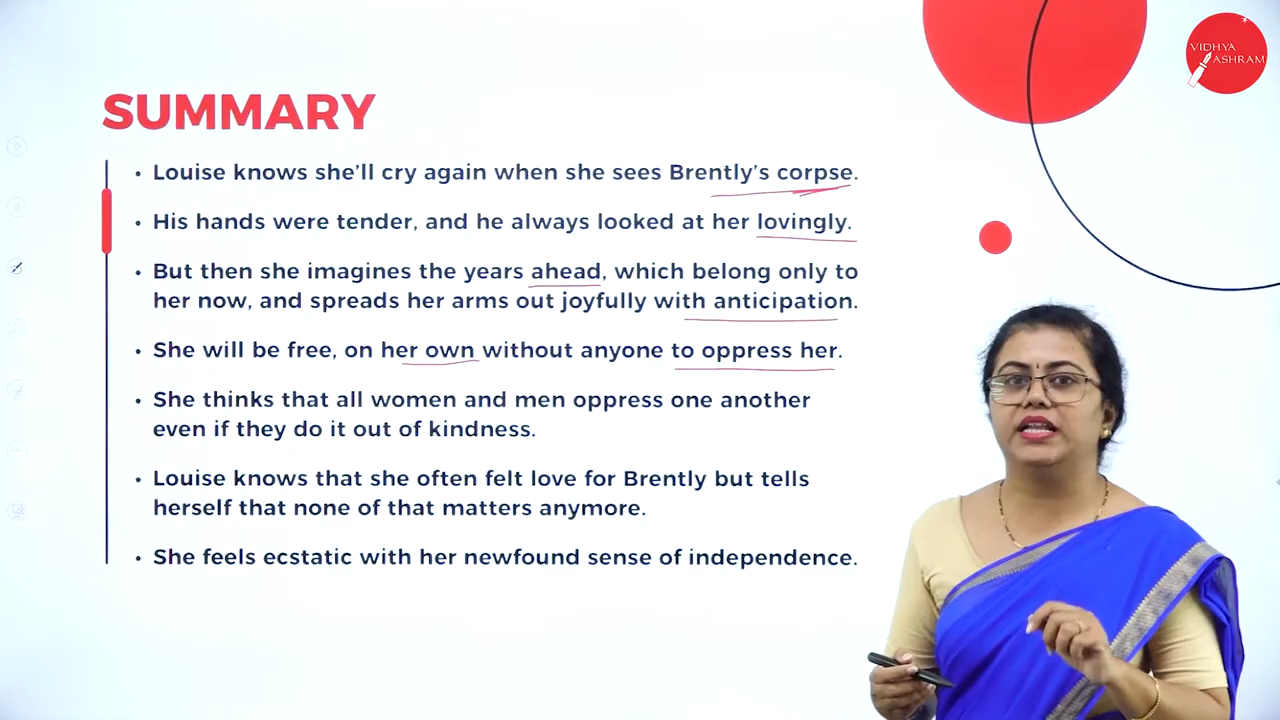 VIDHYA
ASHRAM
SUMMARY
• Louise knows she'll cry again when she sees Brently's corpse.
• His hands were tender, and he always looked at her lovingly.
• But then she imagines the years ahead, which belong only to
her now, and spreads her arms out joyfully with anticipation.
• She will be free, on her own without anyone to oppress her.
• She thinks that all women and men oppress one another
even if they do it out of kindness.
• Louise knows that she often felt love for Brently but tells
herself that none of that matters anymore.
• She feels ecstatic with her newfound sense of independence.